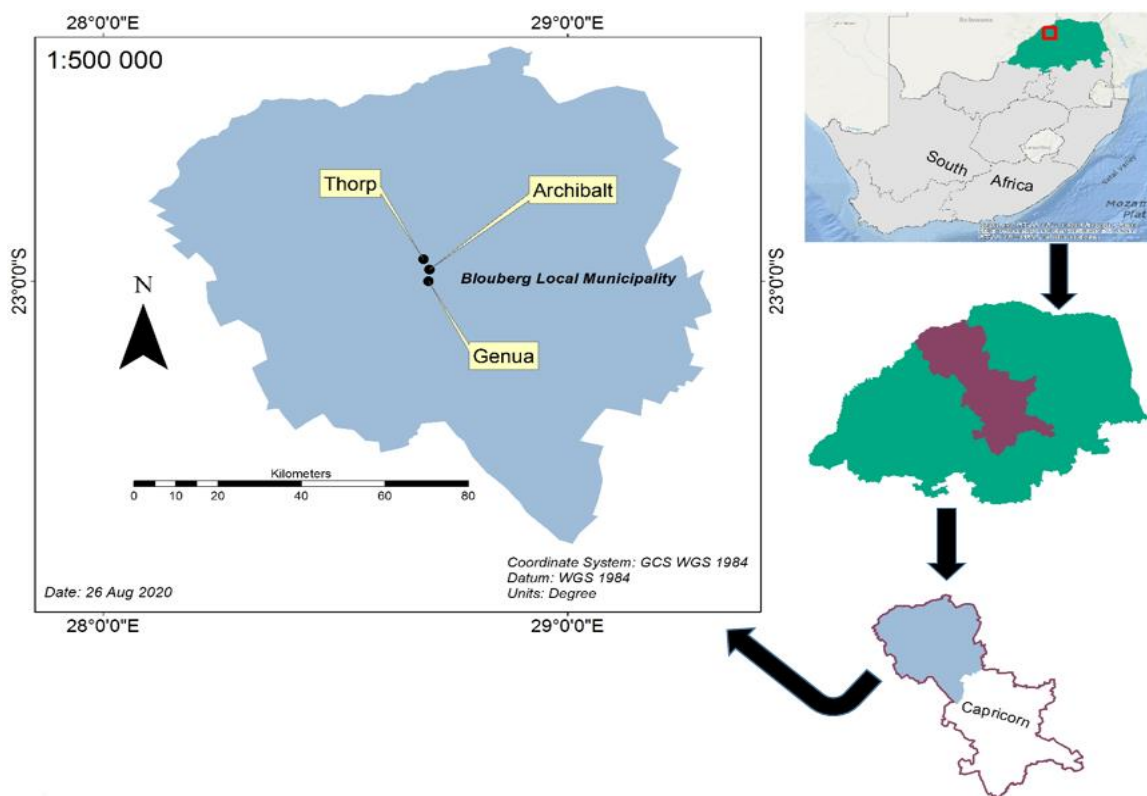 28°0'0"E
29°0'0"E
1:500 000
Thorp
Archibalt
23°0'0"S
23°0'0"S
Blouberg Local Municipality
N
Genua
Kilometers
0 10 20 40 60 80
Coordinate System: GCS WGS 1984
Datum: WGS 1984
Units: Degree
Date: 26 Aug 2020
28°0'0"E
29°0'0"E
South
Africa
Mozam
Plat
Capricorn